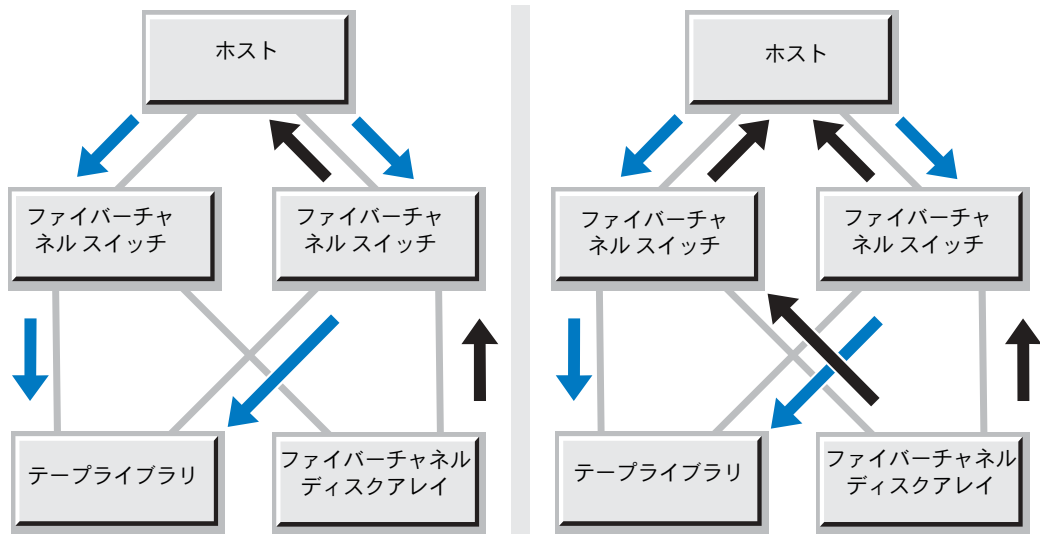 ホスト
ファイバーチャ
ネル スイッチ
ファイバーチャ
ネル スイッチ
テープライブラリ
ファイバーチャネル
ディスクアレイ
ホスト
ファイバーチャ
ネル スイッチ
ファイバーチャ
ネル スイッチ
テープライブラリ
ファイバーチャネル
ディスクアレイ